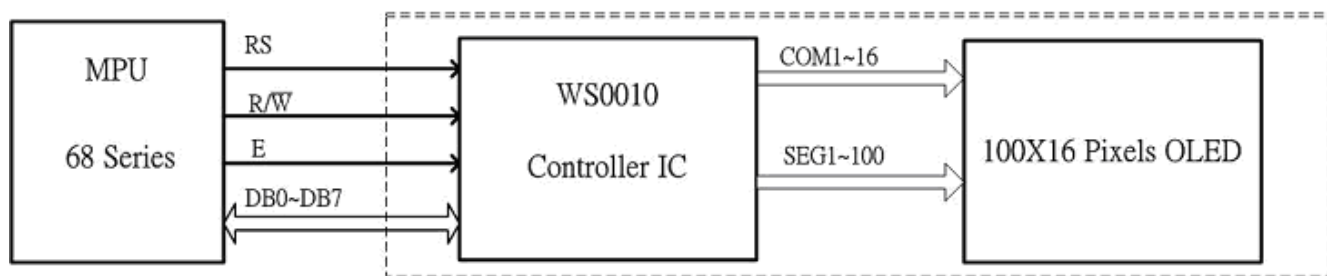 MPU
68 Series
RS
R/W̅
E
DB0~DB7
WS0010
Controller IC
COM1~16
SEG1~100
100X16 Pixels OLED